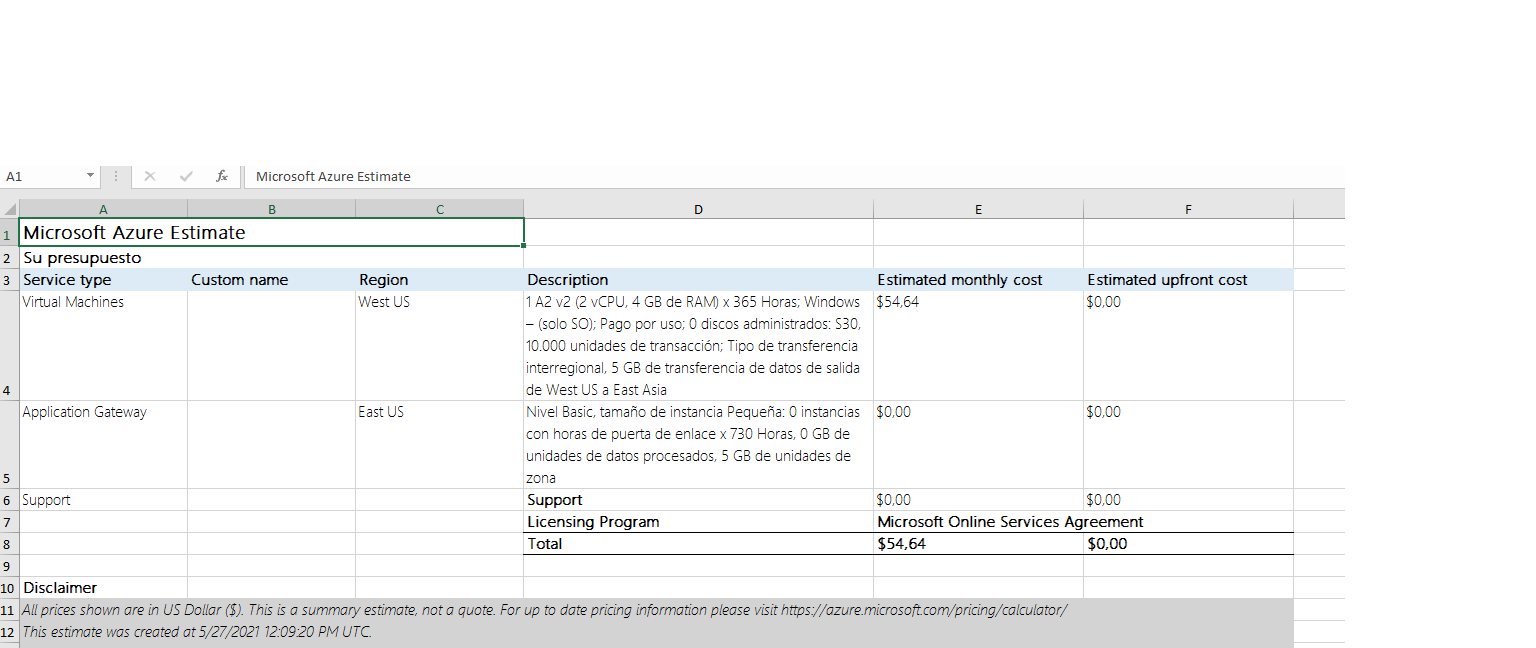 A1 fx Microsoft Azure Estimate
A B C D E F
1 Microsoft Azure Estimate
2 Su presupuesto
3 Service type Custom name Region Description Estimated monthly cost Estimated upfront cost
Virtual Machines West US 1 A2 v2 (2 vCPU, 4 GB de RAM) x 365 Horas; Windows $54,64 $0,00
– (solo SO); Pago por uso; 0 discos administrados: S30,
10.000 unidades de transacción; Tipo de transferencia
interregional, 5 GB de transferencia de datos de salida
4 de West US a East Asia
Application Gateway East US Nivel Basic, tamaño de instancia Pequeña: 0 instancias $0,00 $0,00
con horas de puerta de enlace x 730 Horas, 0 GB de
unidades de datos procesados, 5 GB de unidades de
5 zona
6 Support Support $0,00 $0,00
7 Licensing Program Microsoft Online Services Agreement
8 Total $54,64 $0,00
9
10 Disclaimer
11 All prices shown are in US Dollar ($). This is a summary estimate, not a quote. For up to date pricing information please visit https://azure.microsoft.com/pricing/calculator/
12 This estimate was created at 5/27/2021 12:09:20 PM UTC.